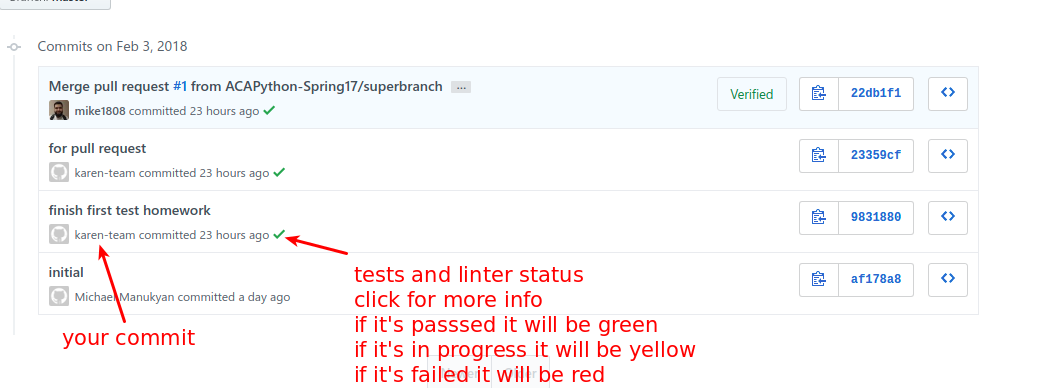 Commits on Feb 3, 2018
Merge pull request #1 from ACAPython-Spring17/superbranch ...
mike1808 committed 23 hours ago
Verified
22db1f1
for pull request
karen-team committed 23 hours ago
23359cf
finish first test homework
karen-team committed 23 hours ago
9831880
initial
Michael Manukyan committed a day ago
af178a8
your commit
tests and linter status
click for more info
if it's passsed it will be green
if it's in progress it will be yellow
if it's failed it will be red